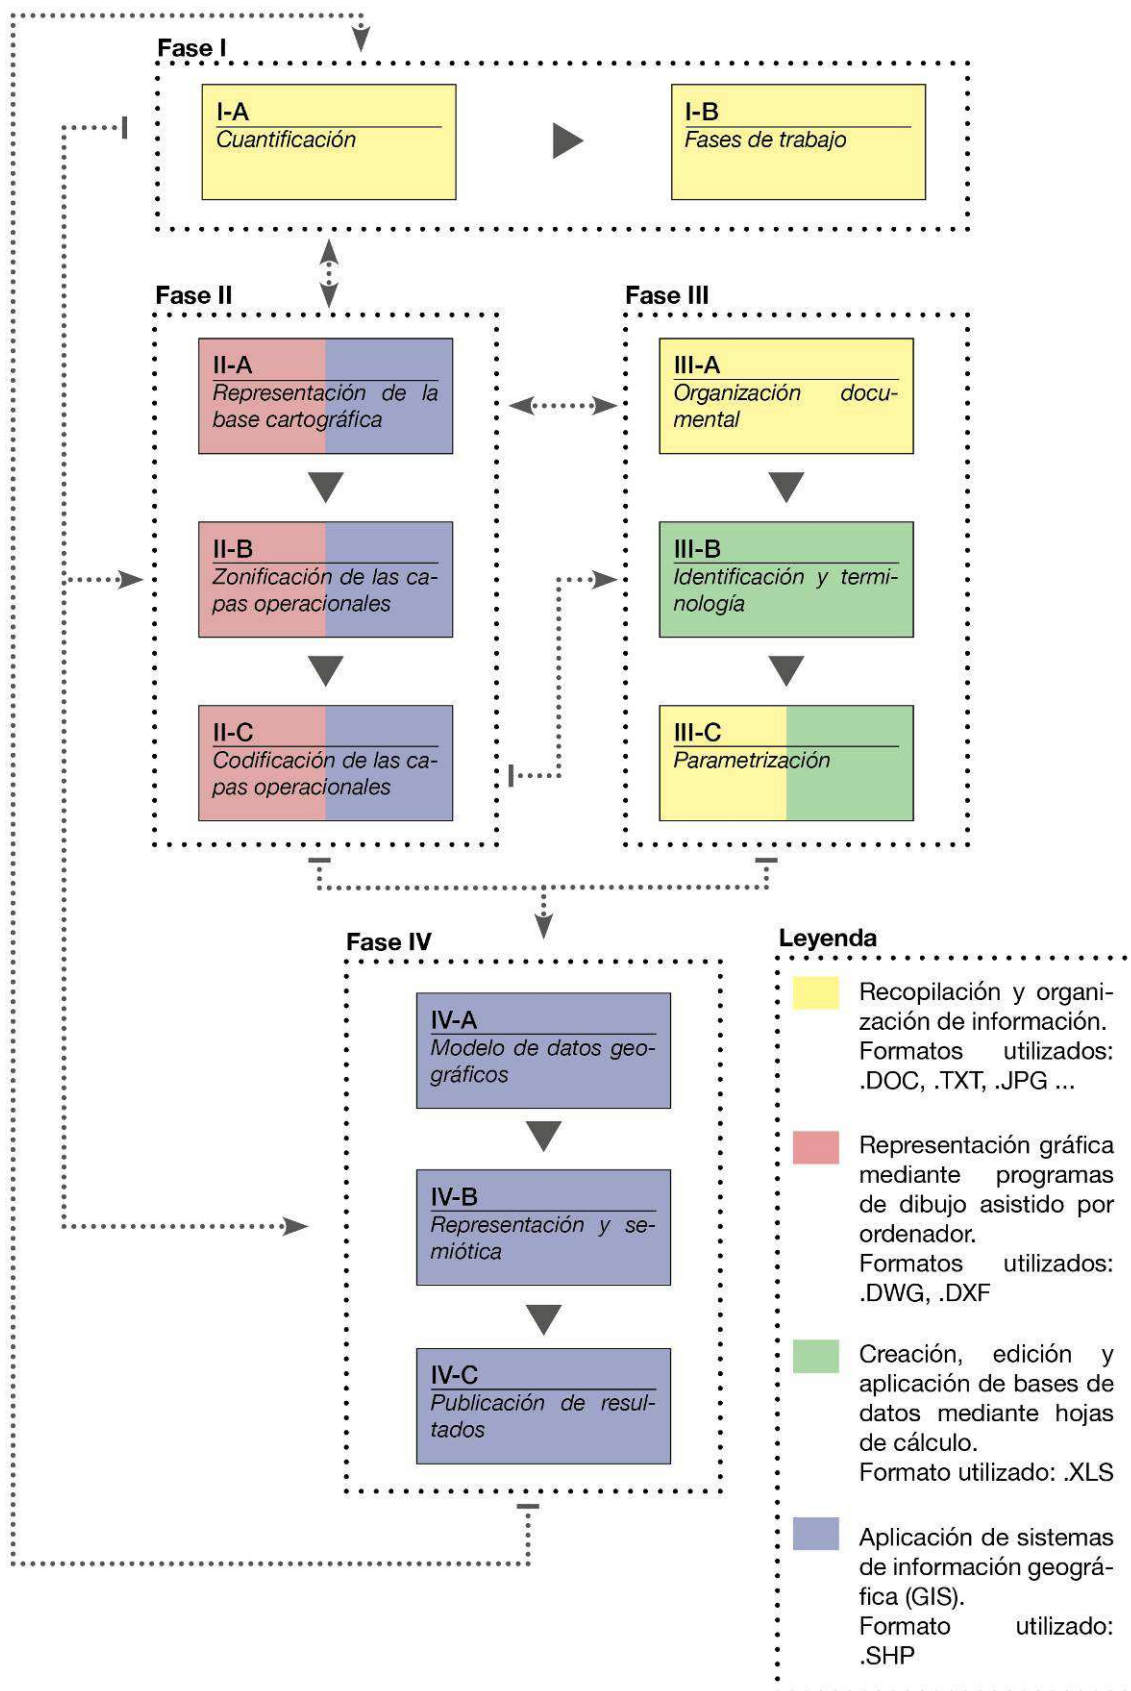 Fase I
I-A
Cuantificación
I-B
Fases de trabajo
Fase II
II-A
Representación de la
base cartográfica
II-B
Zonificación de las ca-
pas operacionales
II-C
Codificación de las ca-
pas operacionales
Fase III
III-A
Organización docu-
mental
III-B
Identificación y termi-
nología
III-C
Parametrización
Fase IV
IV-A
Modelo de datos geo-
gráficos
IV-B
Representación y se-
miótica
IV-C
Publicación de resul-
tados
Leyenda
Recopilación y organi-
zación de información.
Formatos utilizados:
.DOC, .TXT, .JPG ...
Representación gráfica
mediante programas
de dibujo asistido por
ordenador.
Formatos utilizados:
.DWG, .DXF
Creación, edición y
aplicación de bases de
datos mediante hojas
de cálculo.
Formato utilizado: .XLS
Aplicación de sistemas
de información geográ-
fica (GIS).
Formato utilizado:
.SHP